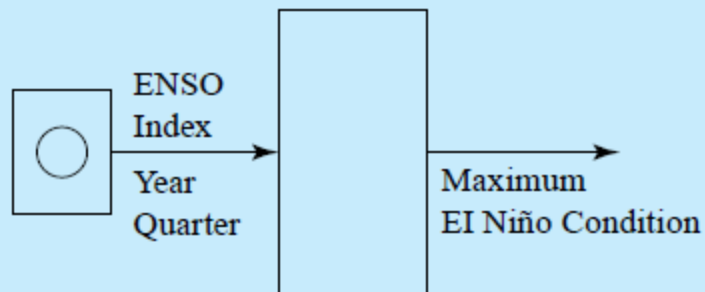 ENSO
Index
Year
Quarter
Maximum
EI Niño Condition